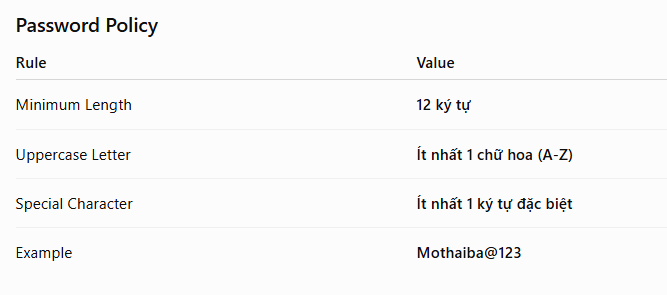 Password Policy
Rule Value
Minimum Length 12 ký tự
Uppercase Letter Ít nhất 1 chữ hoa (A-Z)
Special Character Ít nhất 1 ký tự đặc biệt
Example Mothaiba@123